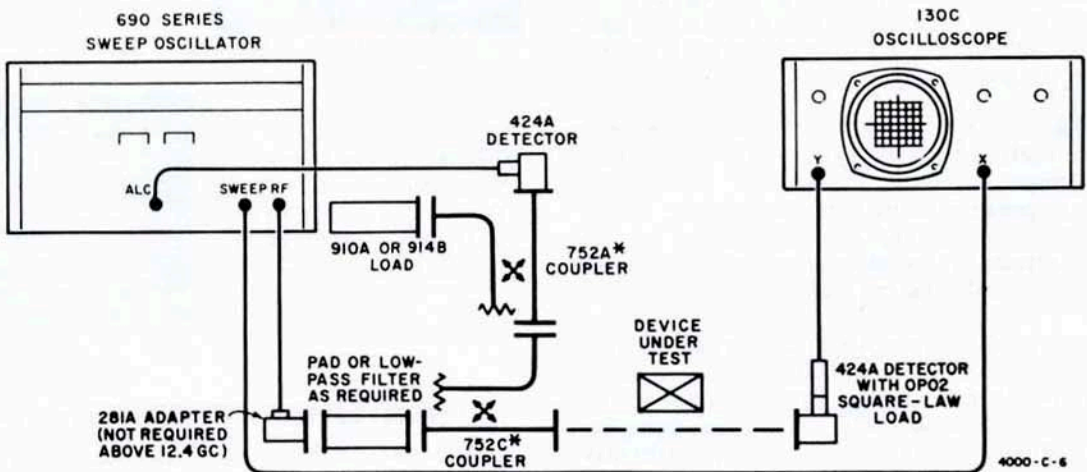 690 SERIES
SWEEP OSCILLATOR
130C
OSCILLOSCOPE
424A
DETECTOR
ALC
SWEEP RF
Y
X
910A OR 914B
LOAD
752A*
COUPLER
DEVICE
UNDER
TEST
PAD OR LOW-
PASS FILTER
AS REQUIRED
424A DETECTOR
WITH OP02
SQUARE-LAW
LOAD
281A ADAPTER
(NOT REQUIRED
ABOVE 12.4 GC)
752C*
COUPLER
4000-C-6